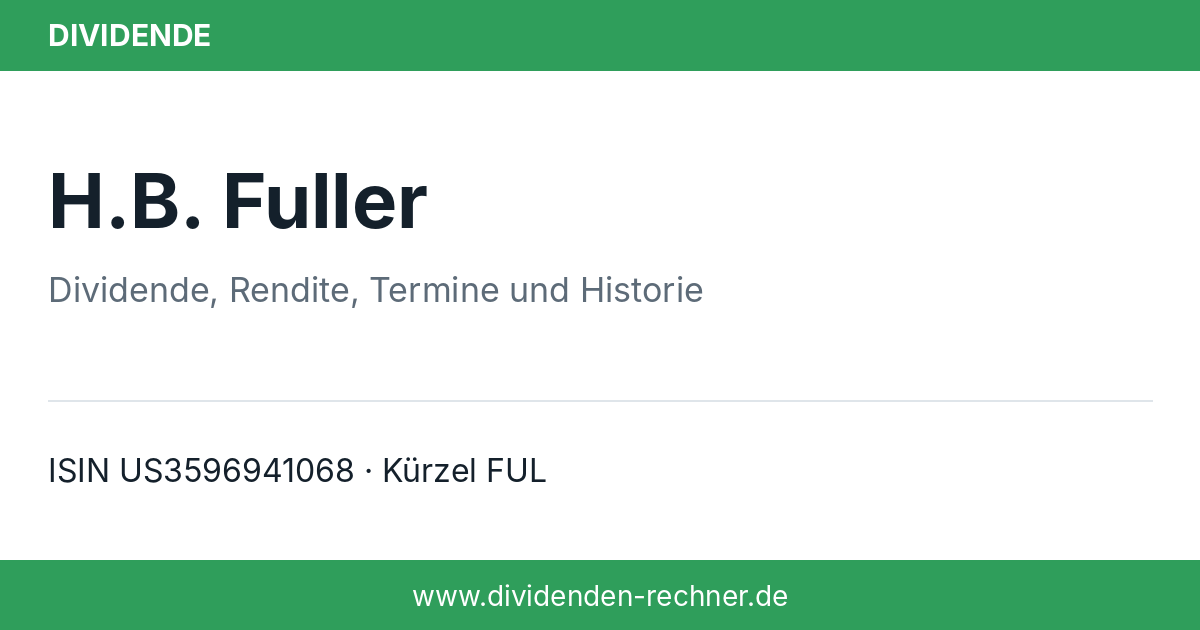 DIVIDENDE
H.B. Fuller
Dividende, Rendite, Termine und Historie
ISIN US3596941068 · Kürzel FUL
www.dividenden-rechner.de